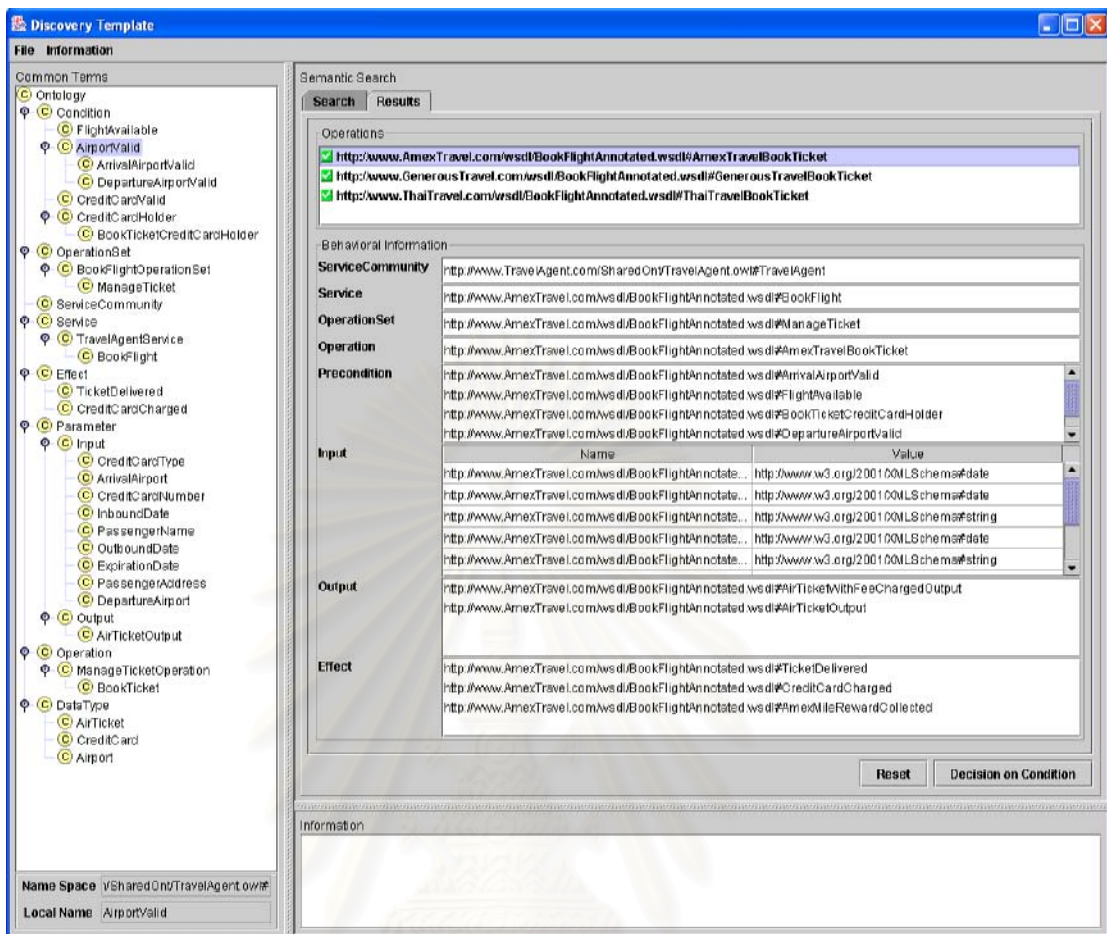 Discovery Template
File Information
Common Terms
Ontology
Condition
FlightAvailable
AirportValid
ArrivalAirportValid
DepartureAirportValid
CreditCardValid
CreditCardHolder
BookTicketCreditCardHolder
OperationSet
BookFlightOperationSet
ManageTicket
ServiceCommunity
Service
TravelAgentService
BookFlight
Effect
TicketDelivered
CreditCardCharged
Parameter
Input
CreditCardType
ArrivalAirport
CreditCardNumber
InboundDate
PassengerName
OutboundDate
ExpirationDate
PassengerAddress
DepartureAirport
Output
AirTicketOutput
Operation
ManageTicketOperation
BookTicket
DataType
AirTicket
CreditCard
Airport
Name Space /SharedOnt/TravelAgent.owl#
Local Name AirportValid
Semantic Search
Search Results
Operations
http://www.AmexTravel.com/wsdl/BookFlightAnnotated.wsdl#AmexTravelBookTicket
http://www.GenerousTravel.com/wsdl/BookFlightAnnotated.wsdl#GenerousTravelBookTicket
http://www.ThaiTravel.com/wsdl/BookFlightAnnotated.wsdl#ThaiTravelBookTicket
Behavioral Information
ServiceCommunity http://www.TravelAgent.com/SharedOnt/TravelAgent.owl#TravelAgent
Service http://www.AmexTravel.com/wsdl/BookFlightAnnotated.wsdl#BookFlight
OperationSet http://www.AmexTravel.com/wsdl/BookFlightAnnotated.wsdl#ManageTicket
Operation http://www.AmexTravel.com/wsdl/BookFlightAnnotated.wsdl#AmexTravelBookTicket
Precondition http://www.AmexTravel.com/wsdl/BookFlightAnnotated.wsdl#ArrivalAirportValid
http://www.AmexTravel.com/wsdl/BookFlightAnnotated.wsdl#FlightAvailable
http://www.AmexTravel.com/wsdl/BookFlightAnnotated.wsdl#BookTicketCreditCardHolder
http://www.AmexTravel.com/wsdl/BookFlightAnnotated.wsdl#DepartureAirportValid
Input Name Value
http://www.AmexTravel.com/wsdl/BookFlightAnnotate... http://www.w3.org/2001/XMLSchema#date
http://www.AmexTravel.com/wsdl/BookFlightAnnotate... http://www.w3.org/2001/XMLSchema#date
http://www.AmexTravel.com/wsdl/BookFlightAnnotate... http://www.w3.org/2001/XMLSchema#string
http://www.AmexTravel.com/wsdl/BookFlightAnnotate... http://www.w3.org/2001/XMLSchema#date
http://www.AmexTravel.com/wsdl/BookFlightAnnotate... http://www.w3.org/2001/XMLSchema#string
Output http://www.AmexTravel.com/wsdl/BookFlightAnnotated.wsdl#AirTicketWithFeeChargedOutput
http://www.AmexTravel.com/wsdl/BookFlightAnnotated.wsdl#AirTicketOutput
Effect http://www.AmexTravel.com/wsdl/BookFlightAnnotated.wsdl#TicketDelivered
http://www.AmexTravel.com/wsdl/BookFlightAnnotated.wsdl#CreditCardCharged
http://www.AmexTravel.com/wsdl/BookFlightAnnotated.wsdl#AmexMileRewardCollected
Reset Decision on Condition
Information